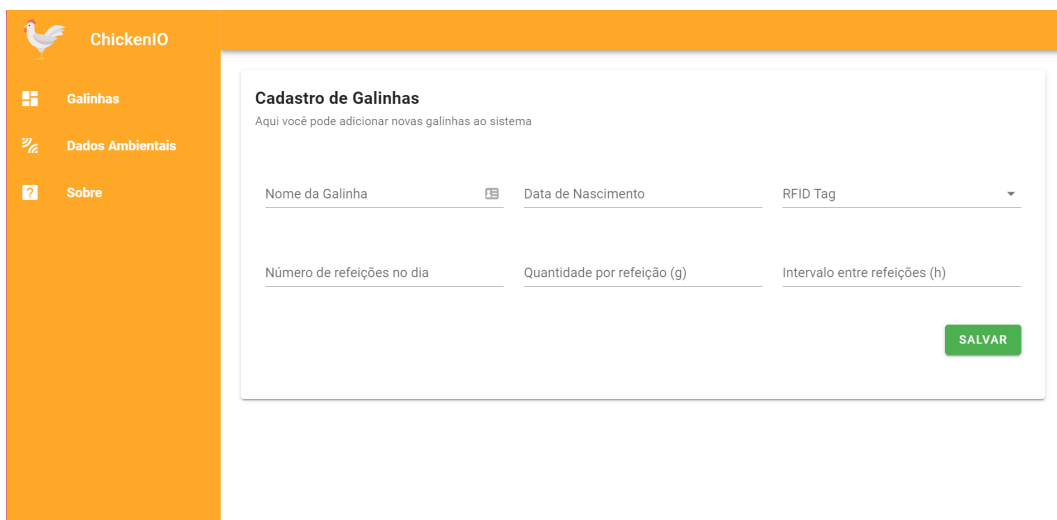 ChickenIO
Galinhas
Dados Ambientais
? Sobre
Cadastro de Galinhas
Aqui você pode adicionar novas galinhas ao sistema
Nome da Galinha
Data de Nascimento
RFID Tag
Número de refeições no dia
Quantidade por refeição (g)
Intervalo entre refeições (h)
SALVAR